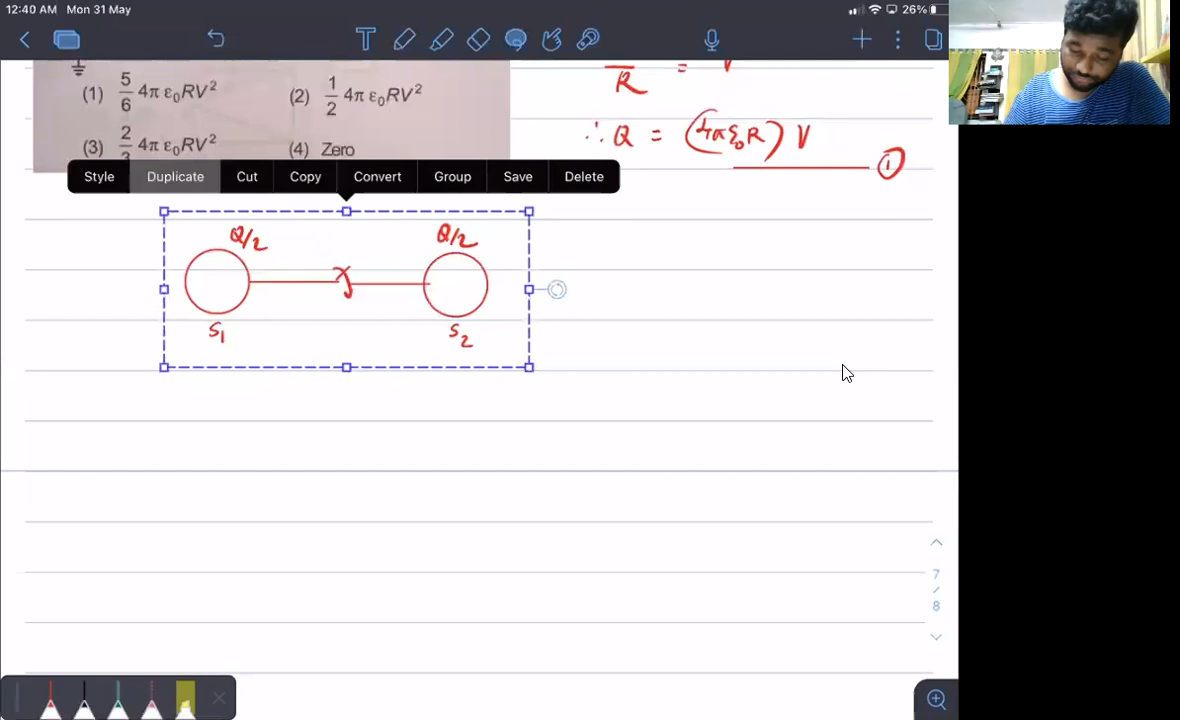 12:40 AM Mon 31 May
26%
(1) 5/6 4π ε₀RV²
(2) 1/2 4π ε₀RV²
R = V
∴ Q = (4πε₀R) V
①
(3) 2/3 4π ε₀RV²
(4) Zero
Style Duplicate Cut Copy Convert Group Save Delete
Q/2 Q/2
S₁ S₂
7
/
8